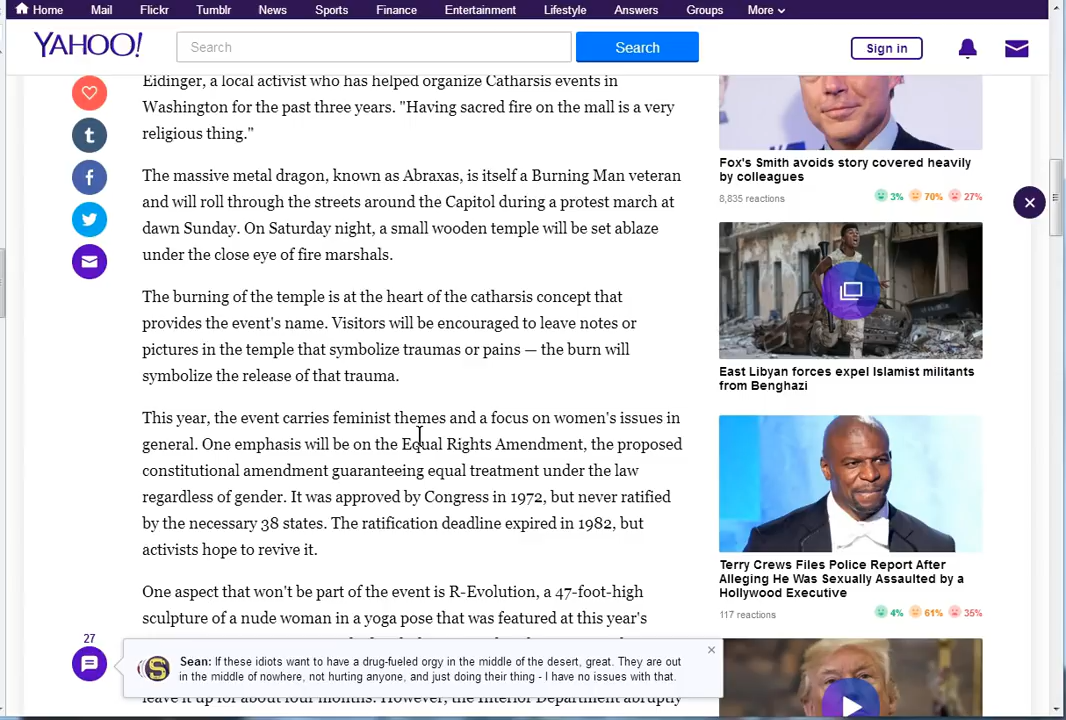 Home Mail Flickr Tumblr News Sports Finance Entertainment Lifestyle Answers Groups More
YAHOO! Search Search Sign in
Eidinger, a local activist who has helped organize Catharsis events in
Washington for the past three years. "Having sacred fire on the mall is a very
religious thing."
The massive metal dragon, known as Abraxas, is itself a Burning Man veteran
and will roll through the streets around the Capitol during a protest march at
dawn Sunday. On Saturday night, a small wooden temple will be set ablaze
under the close eye of fire marshals.
The burning of the temple is at the heart of the catharsis concept that
provides the event's name. Visitors will be encouraged to leave notes or
pictures in the temple that symbolize traumas or pains — the burn will
symbolize the release of that trauma.
This year, the event carries feminist themes and a focus on women's issues in
general. One emphasis will be on the Equal Rights Amendment, the proposed
constitutional amendment guaranteeing equal treatment under the law
regardless of gender. It was approved by Congress in 1972, but never ratified
by the necessary 38 states. The ratification deadline expired in 1982, but
activists hope to revive it.
One aspect that won't be part of the event is R-Evolution, a 47-foot-high
sculpture of a nude woman in a yoga pose that was featured at this year's
27
Sean: If these idiots want to have a drug-fueled orgy in the middle of the desert, great. They are out
in the middle of nowhere, not hurting anyone, and just doing their thing - I have no issues with that.
leave it up for about four months. However, the Interior Department abruptly
Fox's Smith avoids story covered heavily
by colleagues
8,835 reactions 3% 70% 27%
East Libyan forces expel Islamist militants
from Benghazi
Terry Crews Files Police Report After
Alleging He Was Sexually Assaulted by a
Hollywood Executive
117 reactions 4% 61% 35%